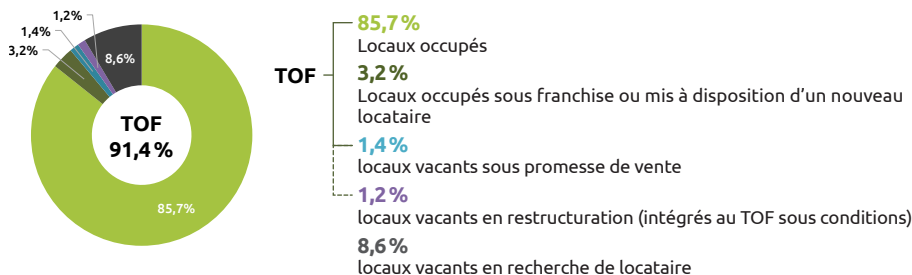 1,2%
1,4%
3,2%
8,6%
TOF
91,4 %
85,7%
TOF
85,7 %
Locaux occupés
3,2 %
Locaux occupés sous franchise ou mis à disposition d’un nouveau
locataire
1,4 %
locaux vacants sous promesse de vente
1,2 %
locaux vacants en restructuration (intégrés au TOF sous conditions)
8,6 %
locaux vacants en recherche de locataire